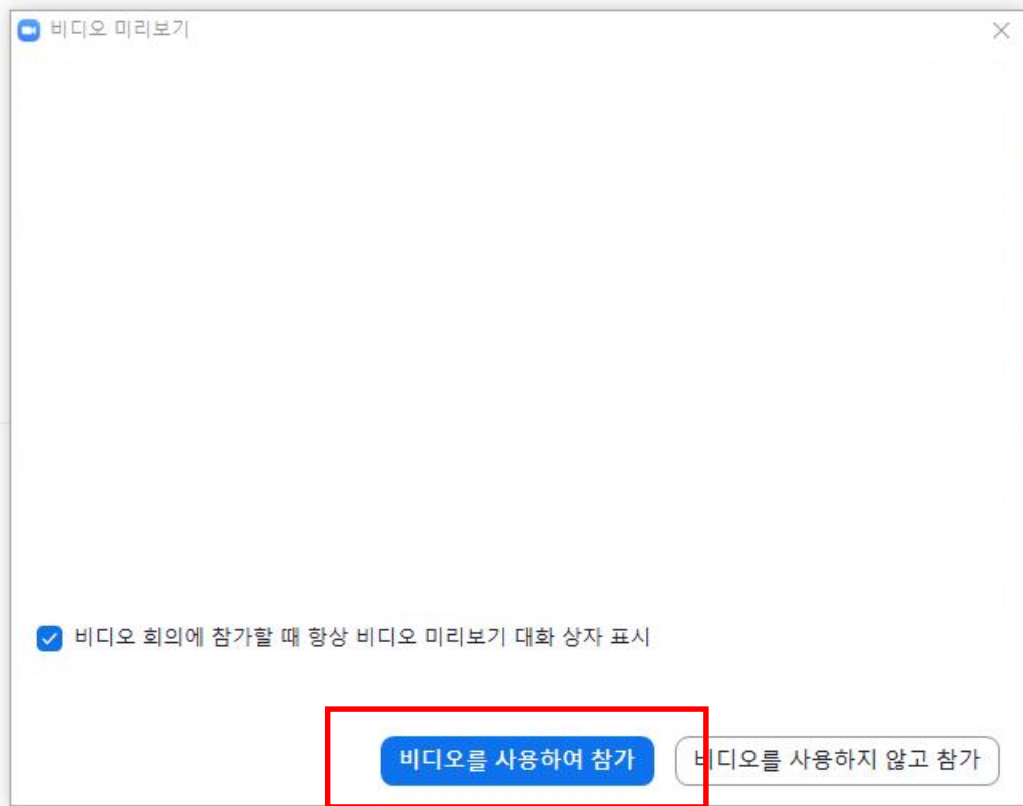 비디오 미리보기
비디오 회의에 참가할 때 항상 비디오 미리보기 대화 상자 표시
비디오를 사용하여 참가
비디오를 사용하지 않고 참가